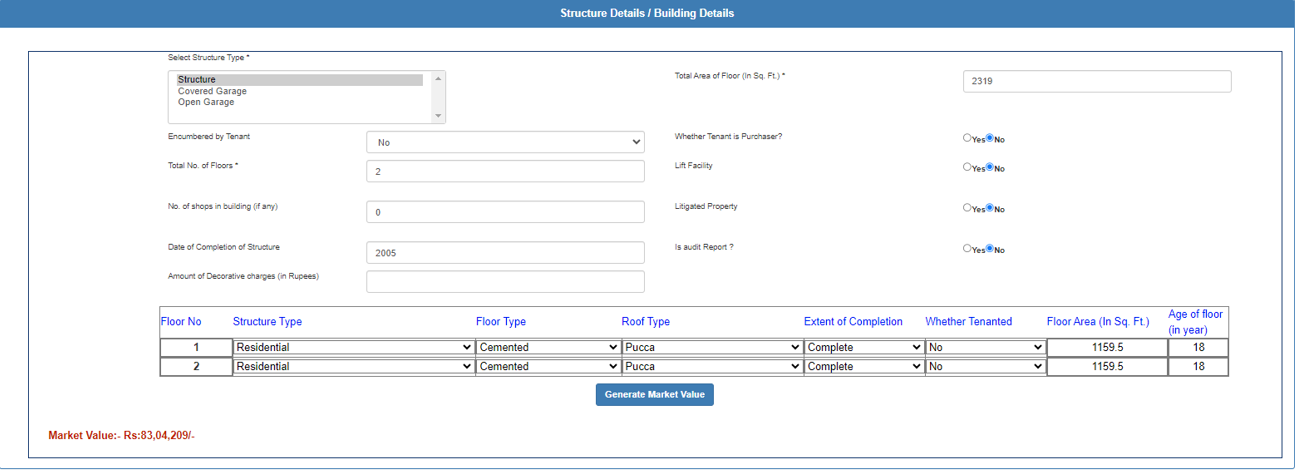 Structure Details / Building Details
Select Structure Type *
Structure
Covered Garage
Open Garage
Total Area of Floor (In Sq. Ft.) *
2319
Encumbered by Tenant
No
Whether Tenant is Purchaser?
Yes No
Total No. of Floors *
2
Lift Facility
Yes No
No. of shops in building (if any)
0
Litigated Property
Yes No
Date of Completion of Structure
2005
Is audit Report ?
Yes No
Amount of Decorative charges (in Rupees)
Floor No Structure Type Floor Type Roof Type Extent of Completion Whether Tenanted Floor Area (In Sq. Ft.) Age of floor
(in year)
1 Residential Cemented Pucca Complete No 1159.5 18
2 Residential Cemented Pucca Complete No 1159.5 18
Generate Market Value
Market Value:- Rs:83,04,209/-